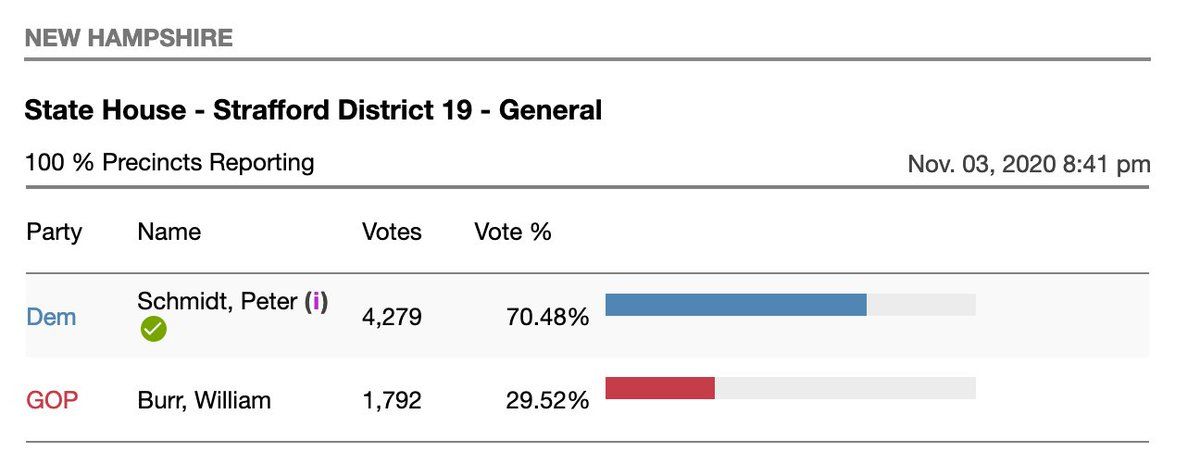 NEW HAMPSHIRE
State House - Strafford District 19 - General
100 % Precincts Reporting Nov. 03, 2020 8:41 pm
Party Name Votes Vote %
Dem Schmidt, Peter (i) 4,279 70.48%
GOP Burr, William 1,792 29.52%